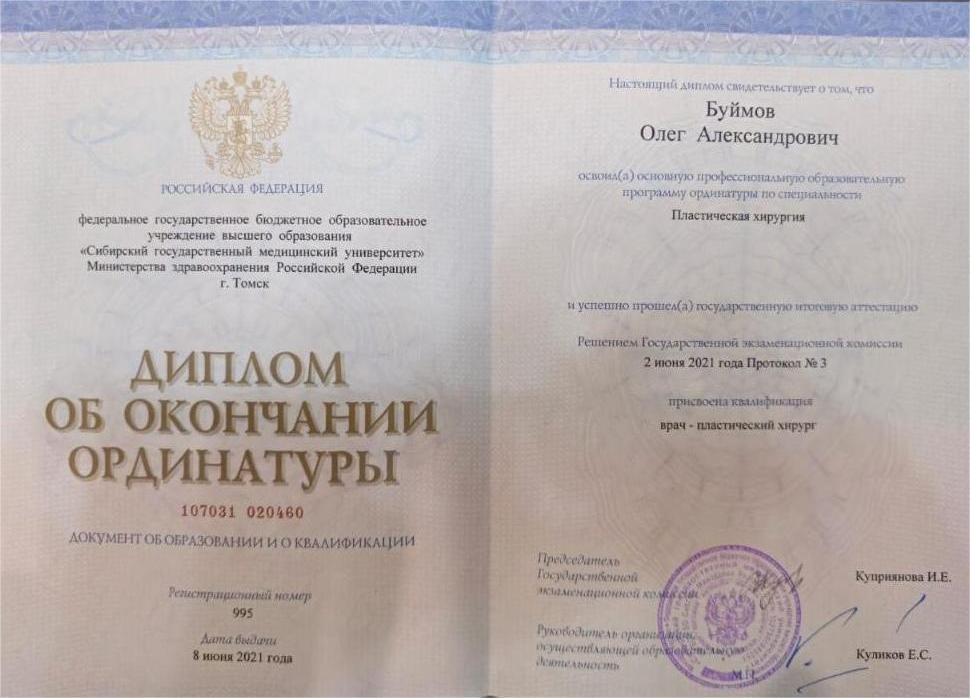 РОССИЙСКАЯ ФЕДЕРАЦИЯ
федеральное государственное бюджетное образовательное
учреждение высшего образования
«Сибирский государственный медицинский университет»
Министерства здравоохранения Российской Федерации
г. Томск
ДИПЛОМ
ОБ ОКОНЧАНИИ
ОРДИНАТУРЫ
107031 020460
ДОКУМЕНТ ОБ ОБРАЗОВАНИИ И О КВАЛИФИКАЦИИ
Регистрационный номер
995
Дата выдачи
8 июня 2021 года
Настоящий диплом свидетельствует о том, что
Буймов
Олег Александрович
освоил(а) основную профессиональную образовательную
программу ординатуры по специальности
Пластическая хирургия
и успешно прошел(а) государственную итоговую аттестацию
Решением Государственной экзаменационной комиссии
2 июня 2021 года Протокол № 3
присвоена квалификация
врач - пластический хирург
Председатель
Государственной
экзаменационной комиссии
Куприянова И.Е.
Руководитель организации,
осуществляющей образовательную
деятельность
Куликов Е.С.
М.П.